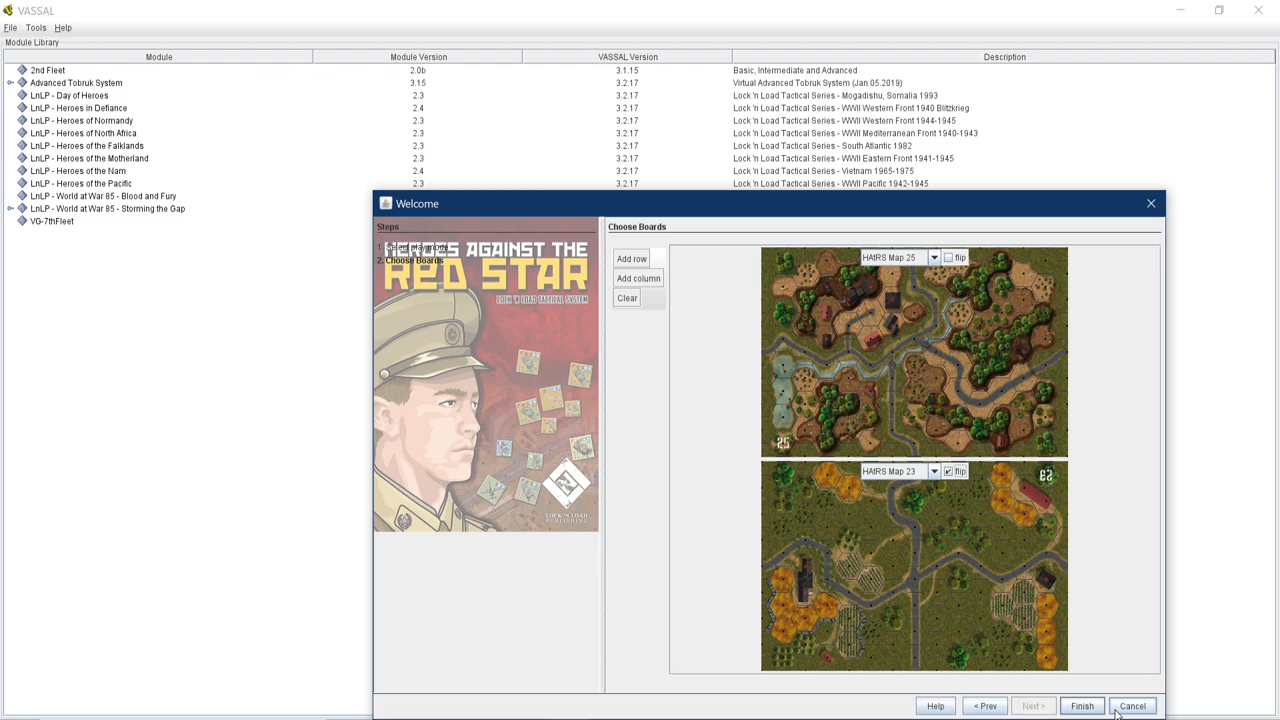 VASSAL
File Tools Help
Module Library
Module Module Version VASSAL Version Description
2nd Fleet 2.0b 3.1.15 Basic, Intermediate and Advanced
Advanced Tobruk System 3.15 3.2.17 Virtual Advanced Tobruk System (Jan.05.2019)
LnLP - Day of Heroes 2.3 3.2.17 Lock 'n Load Tactical Series - Mogadishu, Somalia 1993
LnLP - Heroes in Defiance 2.4 3.2.17 Lock 'n Load Tactical Series - WWII Western Front 1940 Blitzkrieg
LnLP - Heroes of Normandy 2.3 3.2.17 Lock 'n Load Tactical Series - WWII Western Front 1944-1945
LnLP - Heroes of North Africa 2.3 3.2.17 Lock 'n Load Tactical Series - WWII Mediterranean Front 1940-1943
LnLP - Heroes of the Falklands 2.3 3.2.17 Lock 'n Load Tactical Series - South Atlantic 1982
LnLP - Heroes of the Motherland 2.3 3.2.17 Lock 'n Load Tactical Series - WWII Eastern Front 1941-1945
LnLP - Heroes of the Nam 2.4 3.2.17 Lock 'n Load Tactical Series - Vietnam 1965-1975
LnLP - Heroes of the Pacific 2.3 3.2.17 Lock 'n Load Tactical Series - WWII Pacific 1942-1945
LnLP - World at War 85 - Blood and Fury
LnLP - World at War 85 - Storming the Gap
VG-7thFleet
Welcome
Steps
1. Select play mode
2. Choose Boards
HEROES AGAINST THE
RED STAR
LOCK 'N LOAD TACTICAL SYSTEM
LOCK 'N LOAD
PUBLISHING
Choose Boards
Add row
Add column
Clear
HAtRS Map 25 flip
25
HAtRS Map 23 flip
23
Help < Prev Next > Finish Cancel